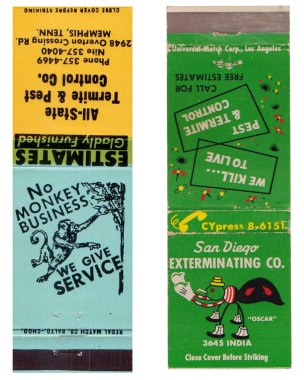 CLOSE COVER BEFORE STRIKING
All-State
Termite & Pest
Control Co.
Phone 357-4469
Nite 357-4040
2948 Overton Crossing Rd.
MEMPHIS, TENN.
ESTIMATES
Gladly Furnished
No
MONKEY
BUSINESS
WE GIVE
SERVICE
REGAL MATCH CO. BALTO.-CHGO.
Universal Match Corp., Los Angeles
WE KILL...
TO LIVE
PEST & TERMITE
CONTROL
CALL FOR
FREE ESTIMATES
CYpress 8-6151
San Diego
EXTERMINATING CO.
"OSCAR"
3645 INDIA
Close Cover Before Striking